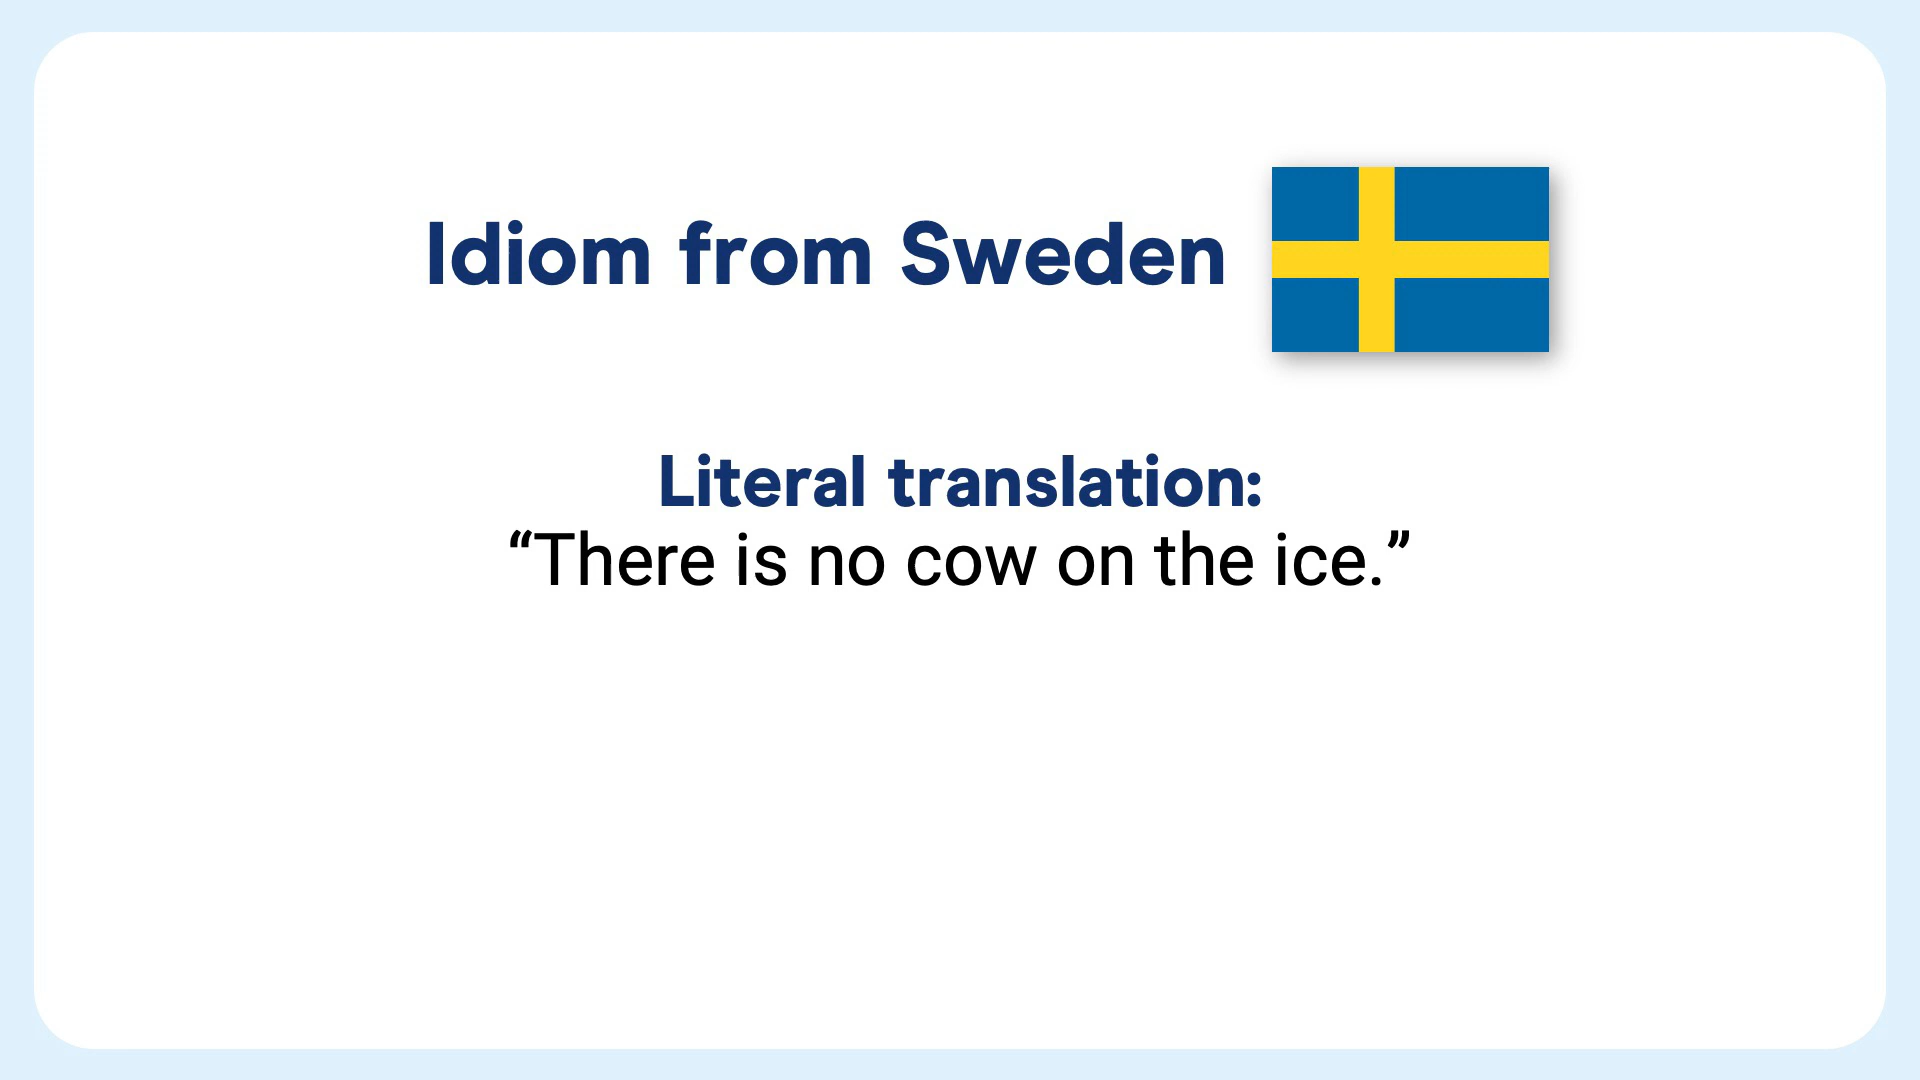 Idiom from Sweden
Literal translation:
“There is no cow on the ice.”